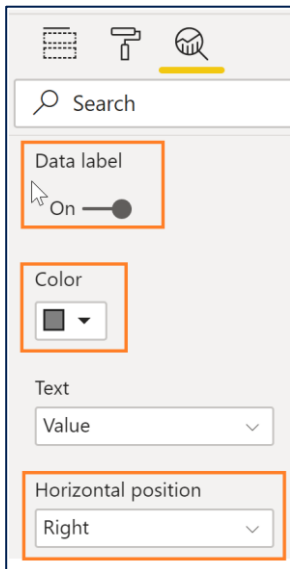 Search
Data label
On
Color
Text
Value
Horizontal position
Right